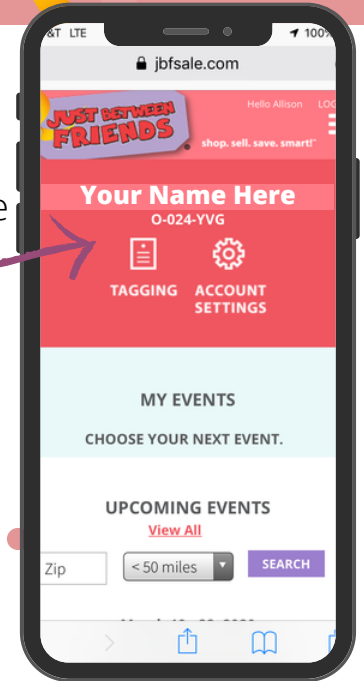 &T LTE
100%
jbfsale.com
Hello Allison LOG
JUST BETWEEN
FRIENDS
shop. sell. save. smart!™
e
Your Name Here
O-024-YVG
TAGGING
ACCOUNT
SETTINGS
MY EVENTS
CHOOSE YOUR NEXT EVENT.
UPCOMING EVENTS
View All
Zip
< 50 miles
SEARCH